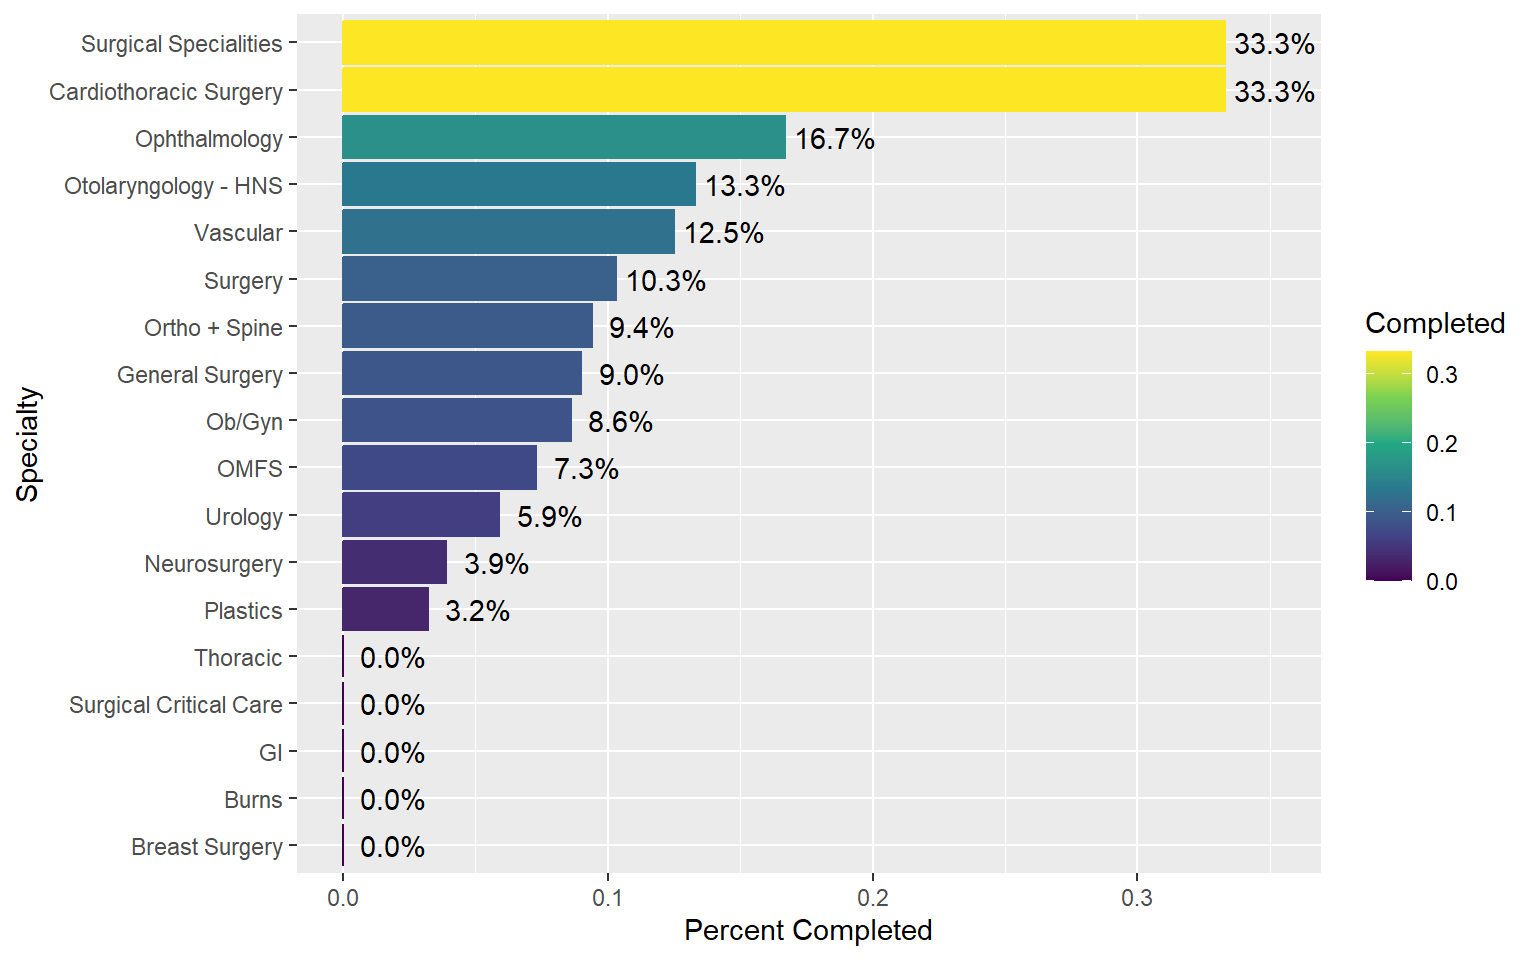 Surgical Specialities 33.3%
Cardiothoracic Surgery 33.3%
Ophthalmology 16.7%
Otolaryngology - HNS 13.3%
Vascular 12.5%
Surgery 10.3%
Ortho + Spine 9.4%
General Surgery 9.0%
Ob/Gyn 8.6%
OMFS 7.3%
Urology 5.9%
Neurosurgery 3.9%
Plastics 3.2%
Thoracic 0.0%
Surgical Critical Care 0.0%
GI 0.0%
Burns 0.0%
Breast Surgery 0.0%
0.0 0.1 0.2 0.3
Percent Completed
Specialty
Completed
0.3
0.2
0.1
0.0